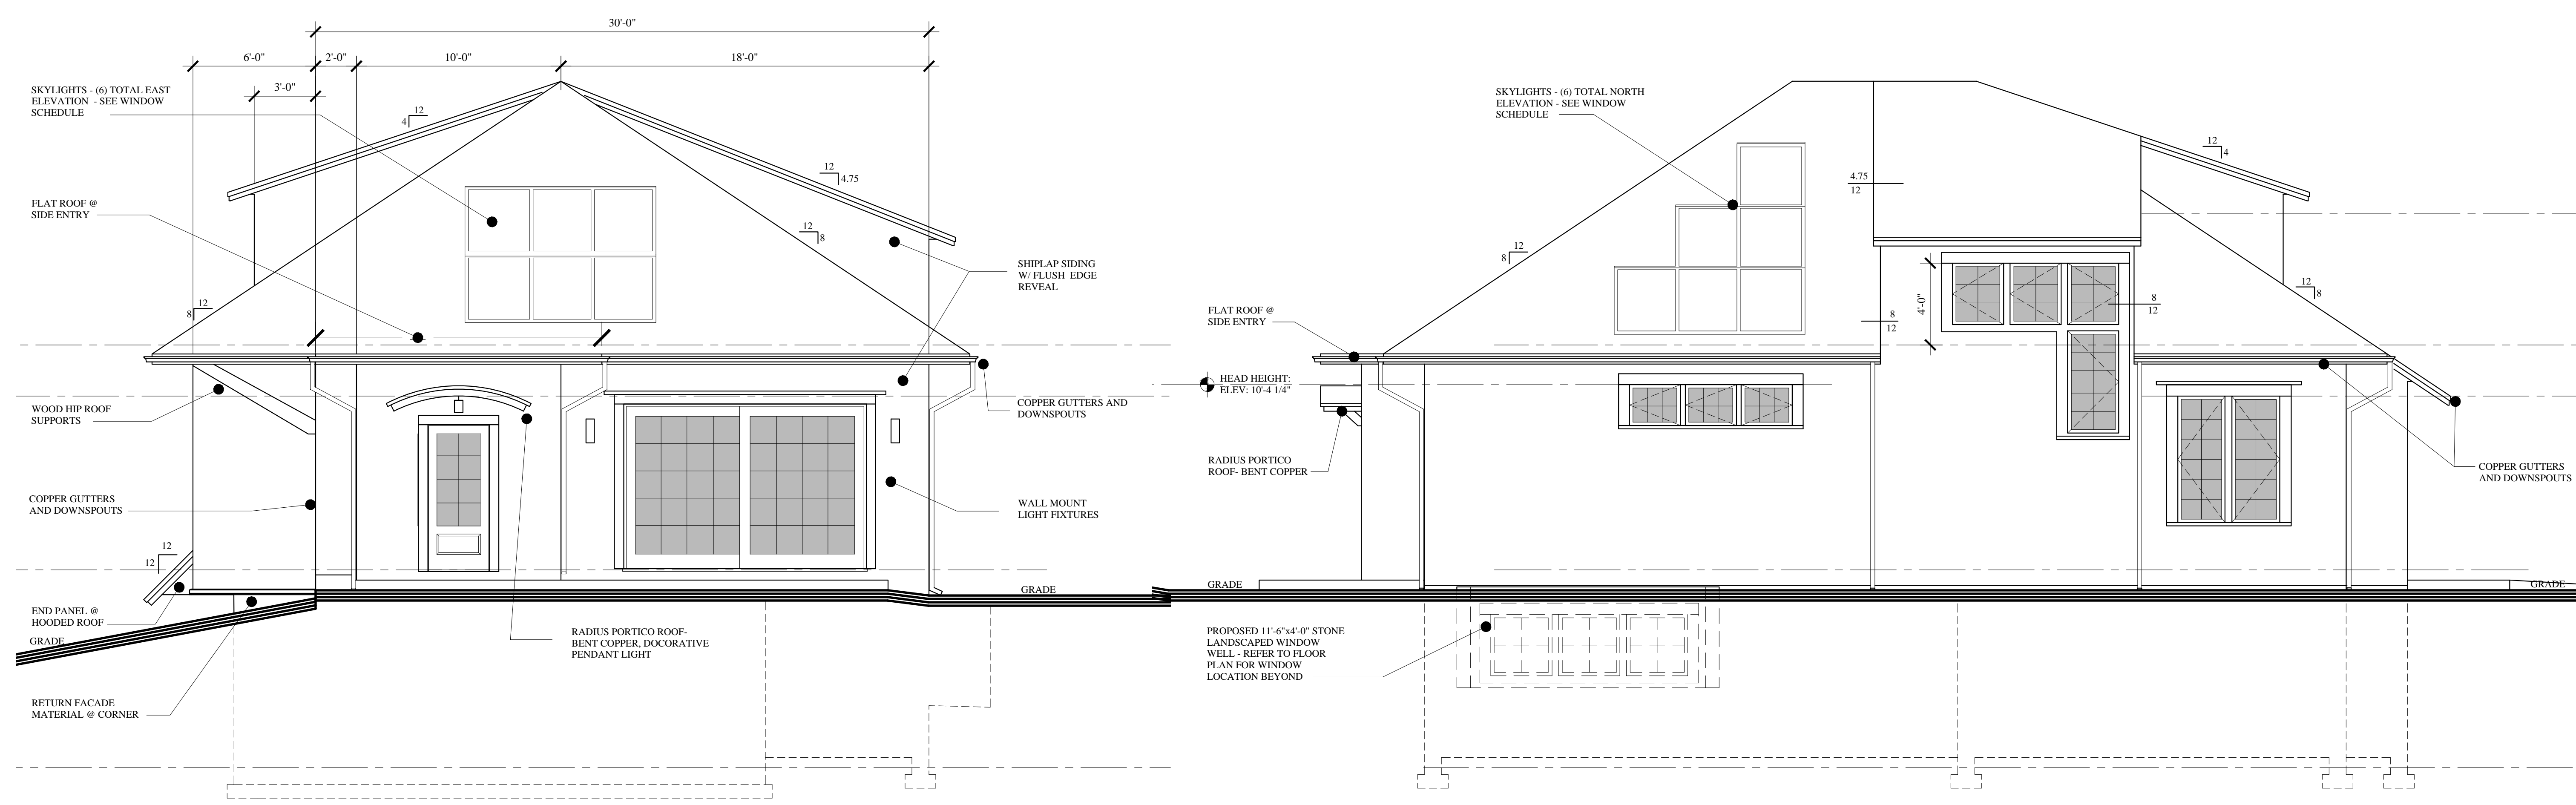 30'-0"
6'-0"
2'-0"
10'-0"
18'-0"
3'-0"
SKYLIGHTS - (6) TOTAL EAST
ELEVATION - SEE WINDOW
SCHEDULE
12
4
12
4.75
FLAT ROOF @
SIDE ENTRY
12
8
SHIPLAP SIDING
W/ FLUSH EDGE
REVEAL
12
8
WOOD HIP ROOF
SUPPORTS
COPPER GUTTERS AND
DOWNSPOUTS
COPPER GUTTERS
AND DOWNSPOUTS
WALL MOUNT
LIGHT FIXTURES
12
12
GRADE
END PANEL @
HOODED ROOF
GRADE
RADIUS PORTICO ROOF-
BENT COPPER, DOCORATIVE
PENDANT LIGHT
RETURN FACADE
MATERIAL @ CORNER
SKYLIGHTS - (6) TOTAL NORTH
ELEVATION - SEE WINDOW
SCHEDULE
12
4
4.75
12
12
8
12
8
4'-0"
8
12
8
12
FLAT ROOF @
SIDE ENTRY
HEAD HEIGHT:
ELEV: 10'-4 1/4"
RADIUS PORTICO
ROOF- BENT COPPER
COPPER GUTTERS
AND DOWNSPOUTS
GRADE
GRADE
PROPOSED 11'-6"x4'-0" STONE
LANDSCAPED WINDOW
WELL - REFER TO FLOOR
PLAN FOR WINDOW
LOCATION BEYOND